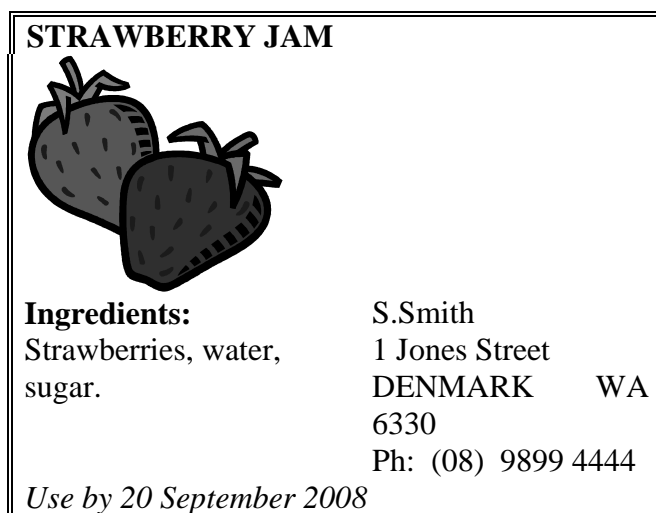 STRAWBERRY JAM
Ingredients:
Strawberries, water,
sugar.
S.Smith
1 Jones Street
DENMARK WA
6330
Ph: (08) 9899 4444
Use by 20 September 2008